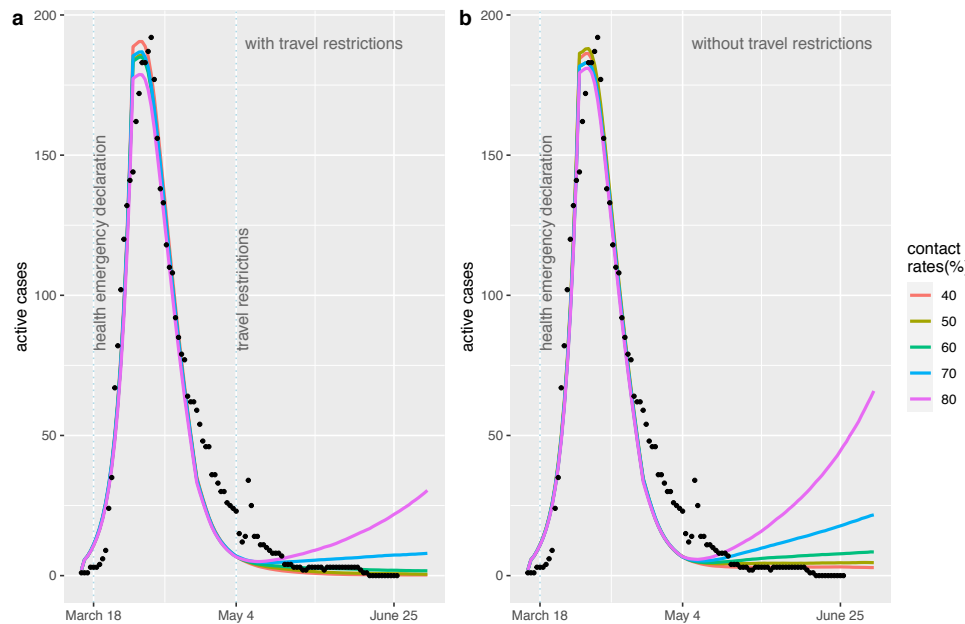 a
with travel restrictions
health emergency declaration
travel restrictions
active cases
200
150
100
50
0
March 18
May 4
June 25
b
without travel restrictions
health emergency declaration
active cases
200
150
100
50
0
March 18
May 4
June 25
contact
rates(%
40
50
60
70
80